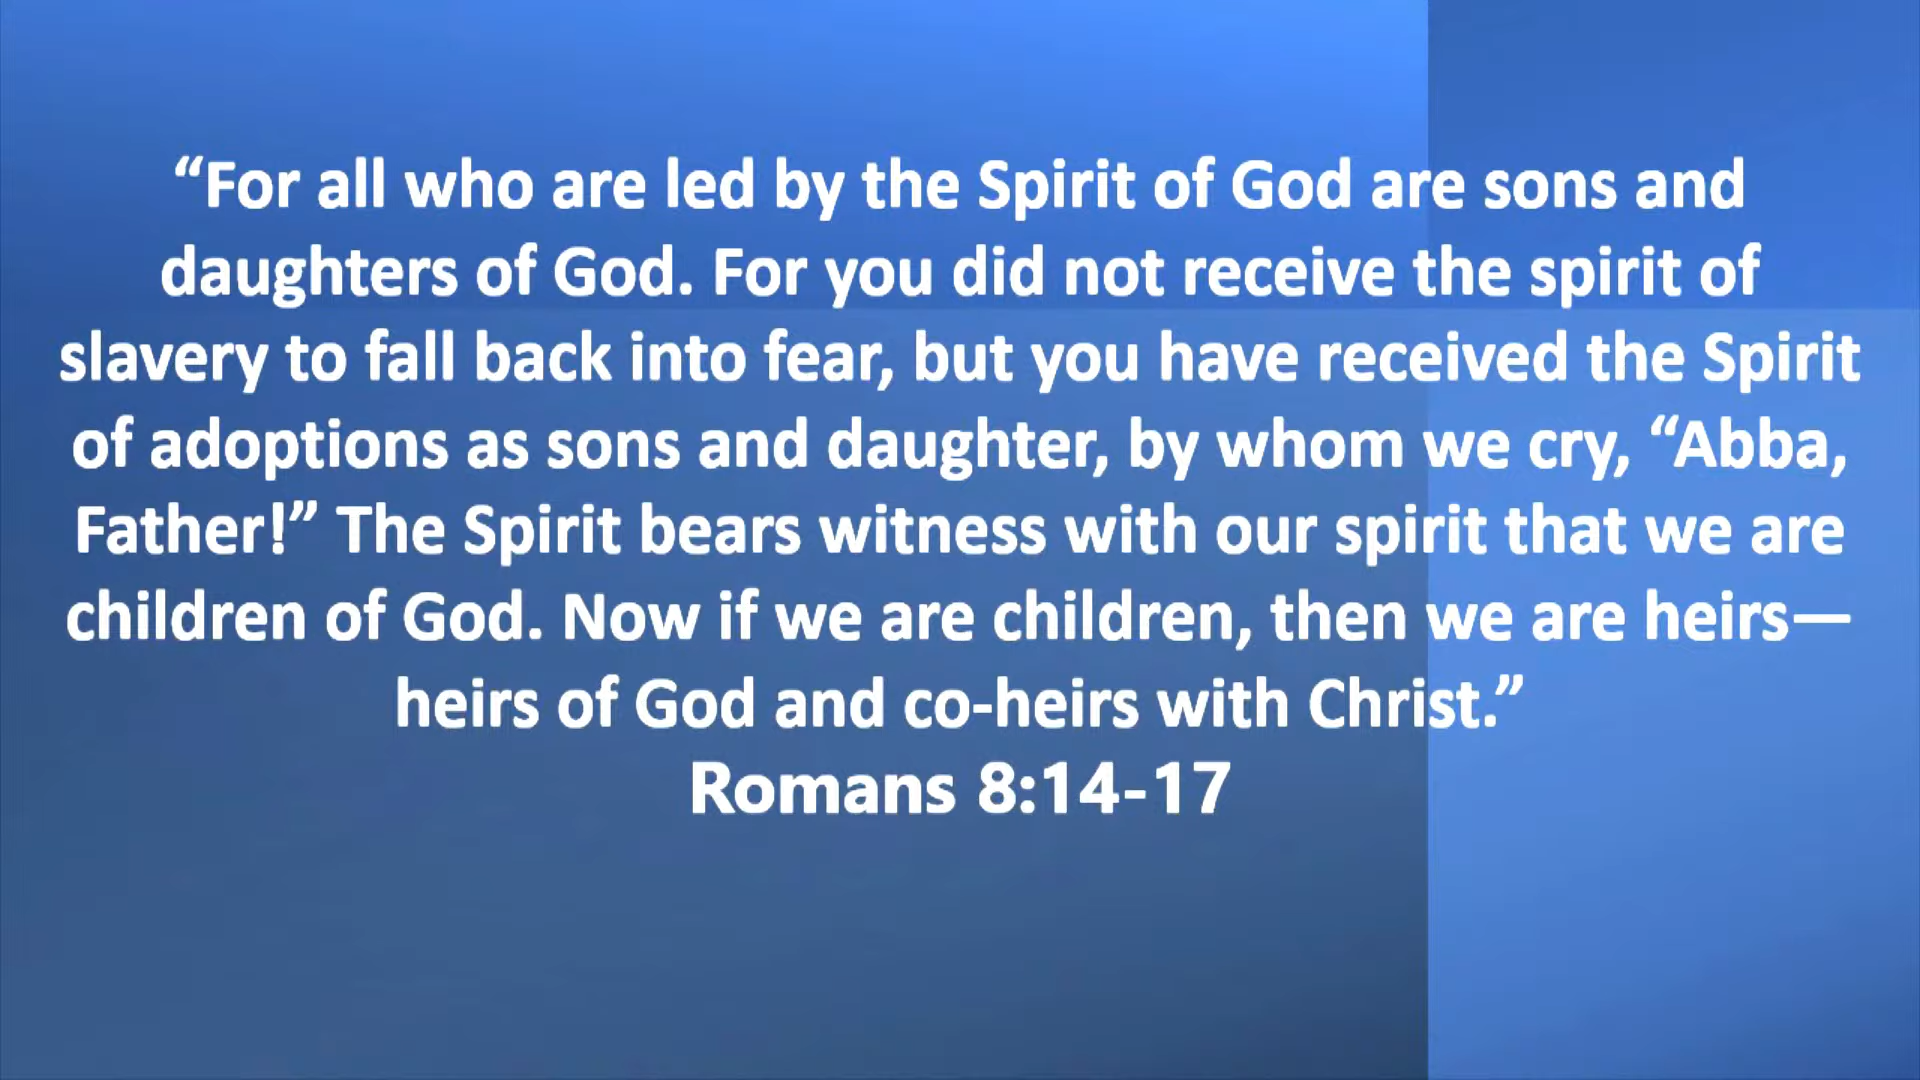 “For all who are led by the Spirit of God are sons and
daughters of God. For you did not receive the spirit of
slavery to fall back into fear, but you have received the Spirit
of adoptions as sons and daughter, by whom we cry, “Abba,
Father!” The Spirit bears witness with our spirit that we are
children of God. Now if we are children, then we are heirs—
heirs of God and co-heirs with Christ.”
Romans 8:14-17